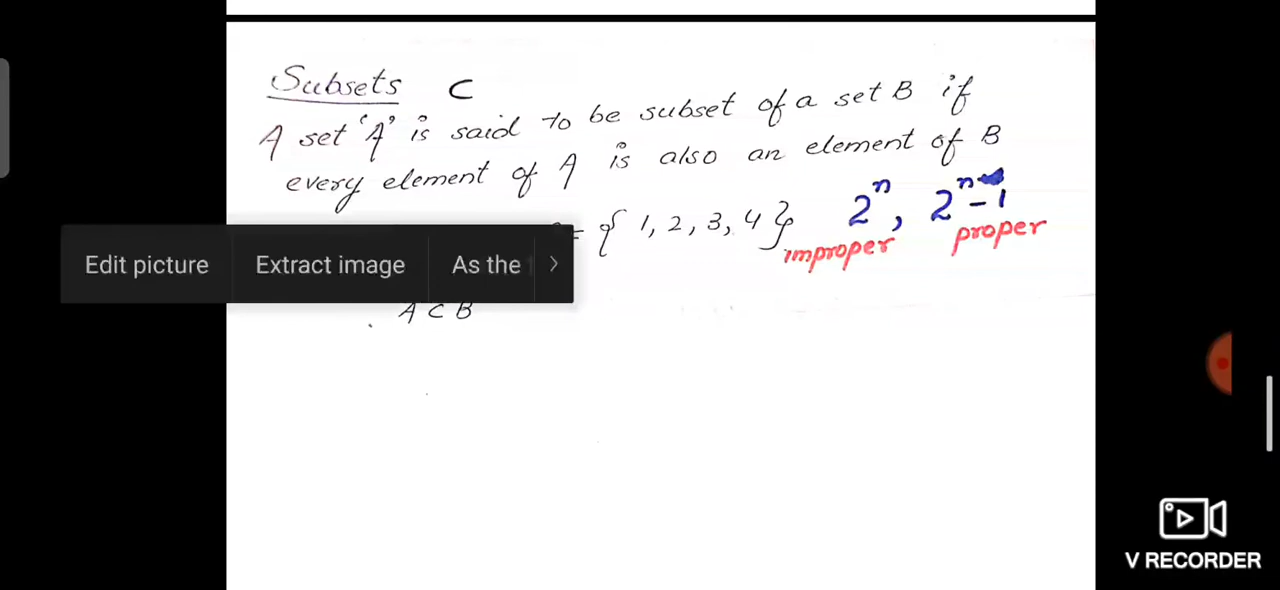 Subsets ⊂
A set 'A' is said to be subset of a set B if
every element of A is also an element of B
= { 1, 2, 3, 4 } 2ⁿ, 2ⁿ-1
improper proper
Edit picture Extract image As the
A ⊂ B
V RECORDER